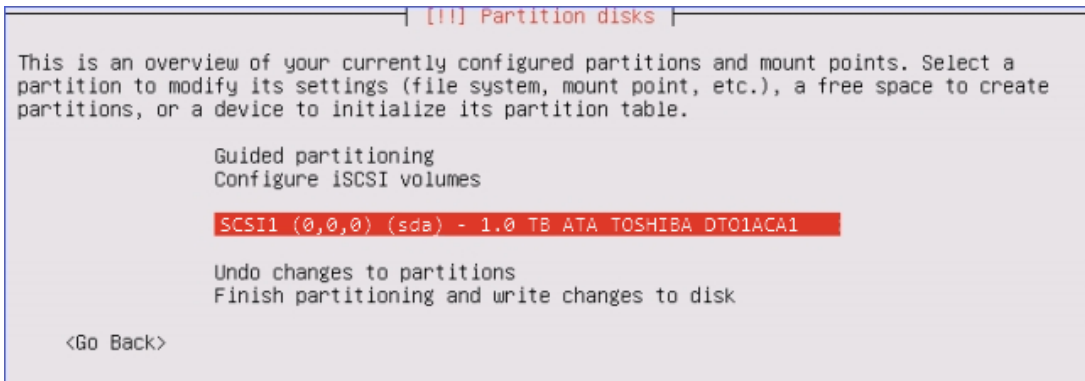 [!!] Partition disks
This is an overview of your currently configured partitions and mount points. Select a
partition to modify its settings (file system, mount point, etc.), a free space to create
partitions, or a device to initialize its partition table.
Guided partitioning
Configure iSCSI volumes
SCSI1 (0,0,0) (sda) - 1.0 TB ATA TOSHIBA DT01ACA1
Undo changes to partitions
Finish partitioning and write changes to disk
<Go Back>